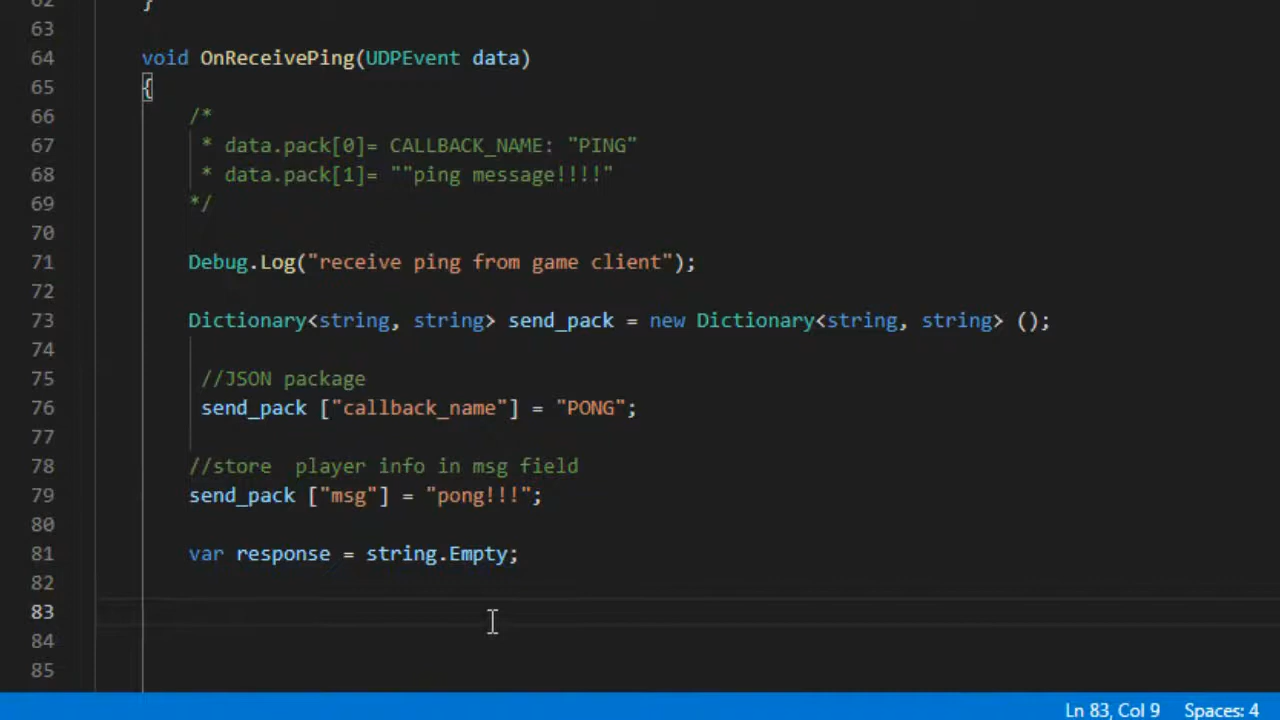 62 }
63
64 void OnReceivePing(UDPEvent data)
65 {
66 /*
67 * data.pack[0]= CALLBACK_NAME: "PING"
68 * data.pack[1]= ""ping message!!!!"
69 */
70
71 Debug.Log("receive ping from game client");
72
73 Dictionary<string, string> send_pack = new Dictionary<string, string> ();
74
75 //JSON package
76 send_pack ["callback_name"] = "PONG";
77
78 //store  player info in msg field
79 send_pack ["msg"] = "pong!!!";
80
81 var response = string.Empty;
82
83
84
85
Ln 83, Col 9 Spaces: 4